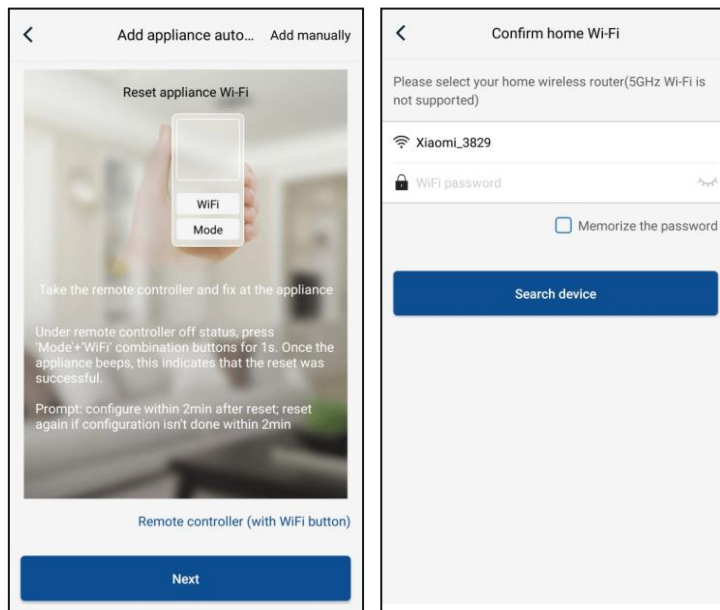 Add appliance auto... Add manually
Reset appliance Wi-Fi
WiFi
Mode
Take the remote controller and fix at the appliance
Under remote controller off status, press
'Mode'+'WiFi' combination buttons for 1s. Once the
appliance beeps, this indicates that the reset was
successful.
Prompt: configure within 2min after reset; reset
again if configuration isn't done within 2min
Remote controller (with WiFi button)
Next
Confirm home Wi-Fi
Please select your home wireless router(5GHz Wi-Fi is
not supported)
Xiaomi_3829
WiFi password
Memorize the password
Search device